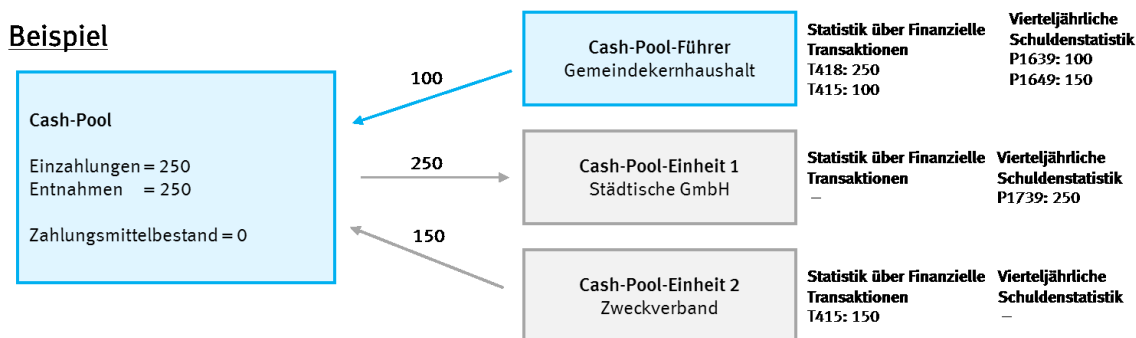 Beispiel
Cash-Pool
Einzahlungen = 250
Entnahmen = 250
Zahlungsmittelbestand = 0
100
250
150
Cash-Pool-Führer
Gemeindekernhaushalt
Statistik über Finanzielle
Transaktionen
T418: 250
T415: 100
Vierteljährliche
Schuldenstatistik
P1639: 100
P1649: 150
Cash-Pool-Einheit 1
Städtische GmbH
Statistik über Finanzielle
Transaktionen
–
Vierteljährliche
Schuldenstatistik
P1739: 250
Cash-Pool-Einheit 2
Zweckverband
Statistik über Finanzielle
Transaktionen
T415: 150
Vierteljährliche
Schuldenstatistik
–